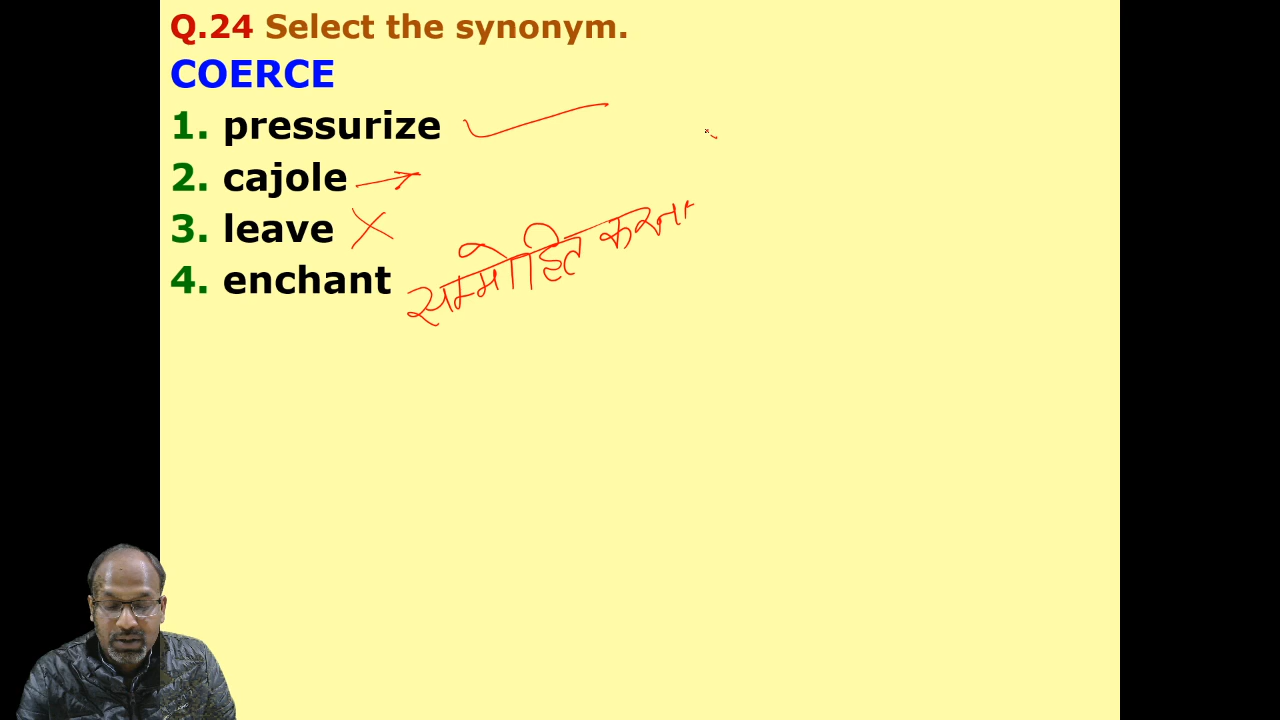 Q.24 Select the synonym.
COERCE
1. pressurize
2. cajole
3. leave
4. enchant सम्मोहित करना